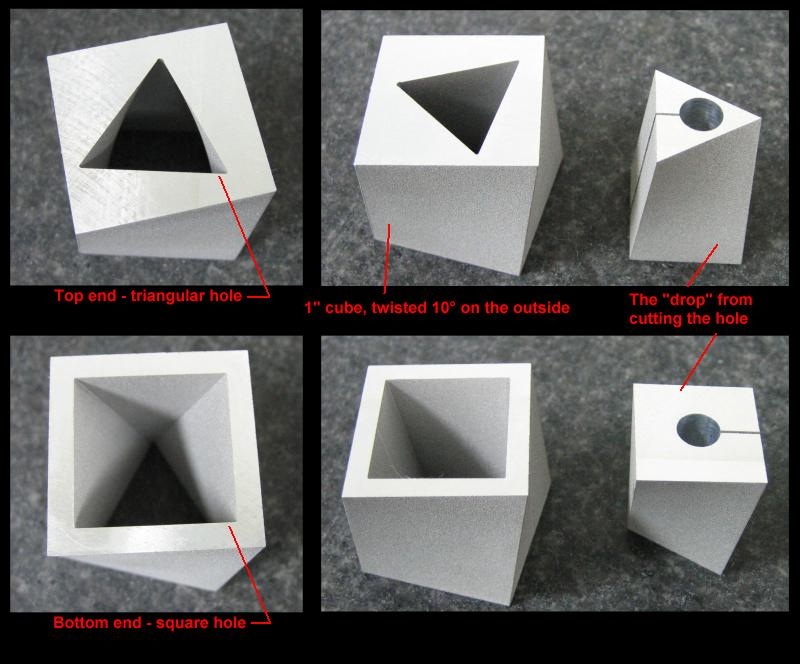 Top end - triangular hole
1" cube, twisted 10° on the outside
The "drop" from
cutting the hole
Bottom end - square hole